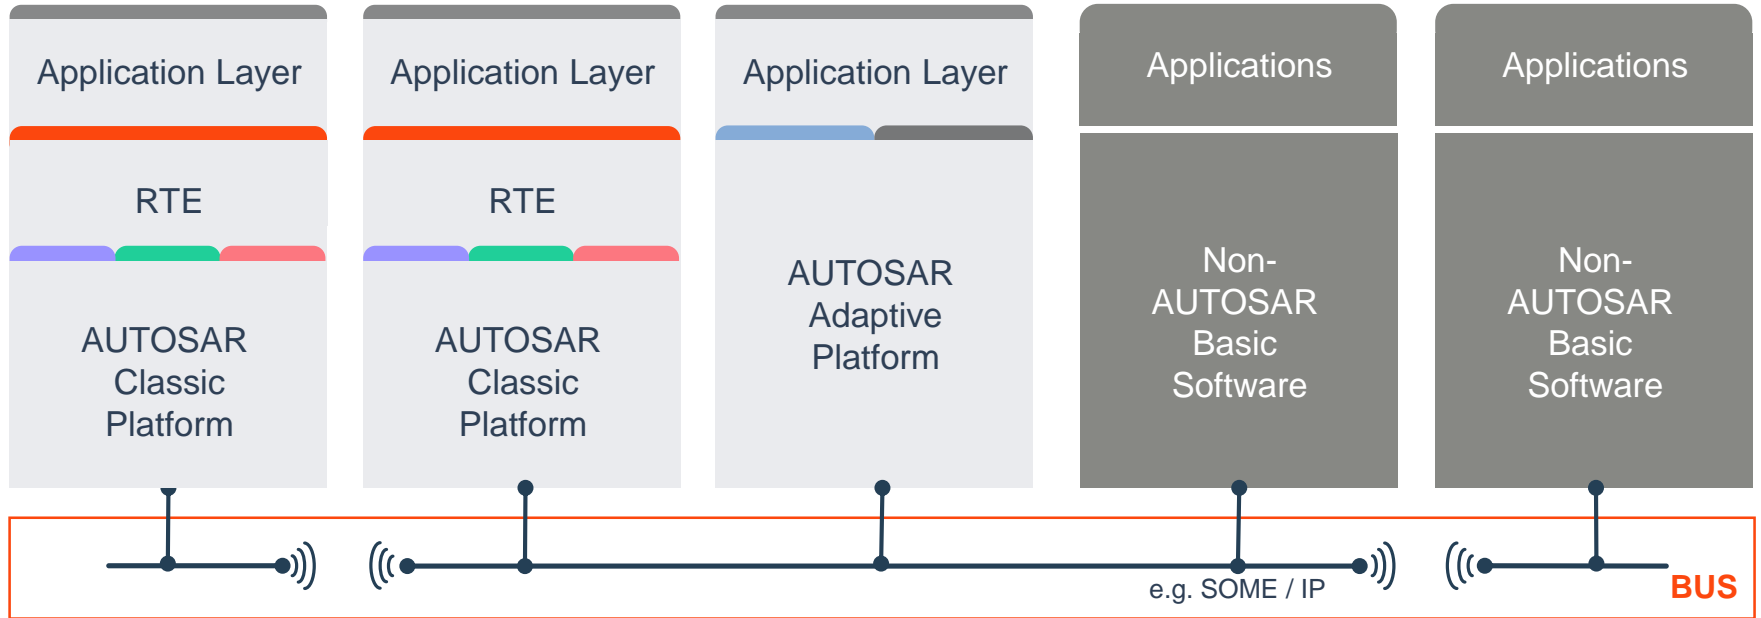 Application Layer
RTE
AUTOSAR
Classic
Platform
Application Layer
RTE
AUTOSAR
Classic
Platform
Application Layer
AUTOSAR
Adaptive
Platform
Applications
Non-
AUTOSAR
Basic
Software
Applications
Non-
AUTOSAR
Basic
Software
e.g. SOME / IP
BUS